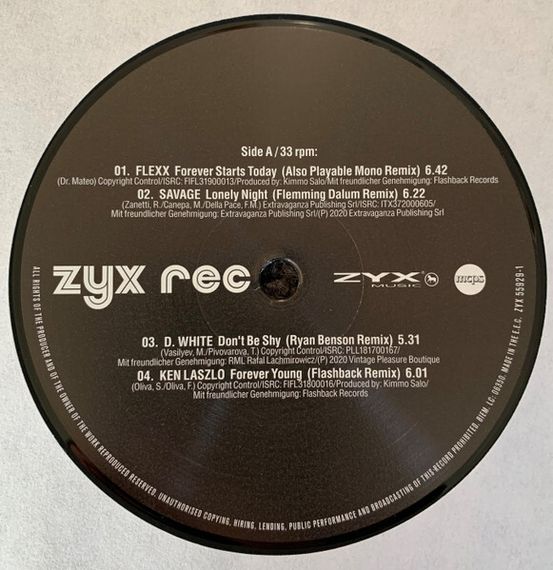 Side A / 33 rpm:
01. FLEXX Forever Starts Today (Also Playable Mono Remix) 6.42
(Dr. Mateo) Copyright Control/ISRC: FIFL31900013/Produced by: Kimmo Salo/Mit freundlicher Genehmigung: Flashback Records
02. SAVAGE Lonely Night (Flemming Dalum Remix) 6.22
(Zanetti, R./Canepa, M./Della Pace, F.M.) Extravaganza Publishing Srl/ISRC: ITX372000605/
Mit freundlicher Genehmigung: Extravaganza Publishing Srl/(P) 2020 Extravaganza Publishing Srl
zyx rec
ZYX®
MUSIC
mcps
03. D. WHITE Don't Be Shy (Ryan Benson Remix) 5.31
(Vasilyev, M./Pivovarova, T.) Copyright Control/ISRC: PLL181700167/
Mit freundlicher Genehmigung: RML Rafal Lachmirowicz/(P) 2020 Vintage Pleasure Boutique
04. KEN LASZLO Forever Young (Flashback Remix) 6.01
(Oliva, S./Oliva, F.) Copyright Control/ISRC: FIFL31800016/Produced by: Kimmo Salo/
Mit freundlicher Genehmigung: Flashback Records
ALL RIGHTS OF THE PRODUCER AND OF THE OWNER OF THE WORK REPRODUCED RESERVED. UNAUTHORISED COPYING, HIRING, LENDING, PUBLIC PERFORMANCE AND BROADCASTING OF THIS RECORD PROHIBITED. BIEM. LC: 06350. MADE IN THE E.E.C. ZYX 55929-1